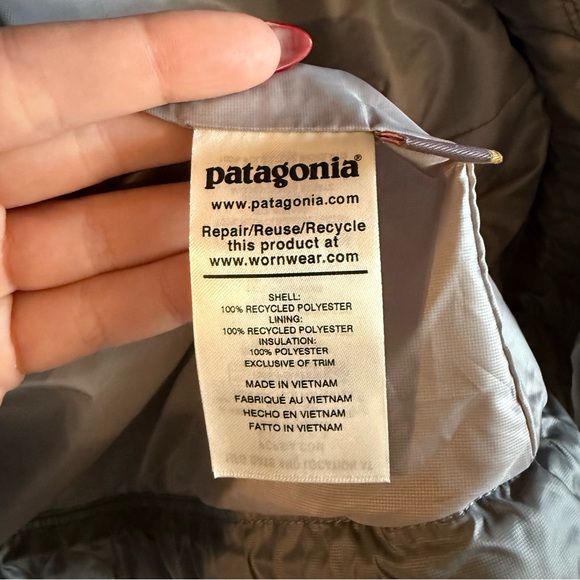 patagonia®
www.patagonia.com
Repair/Reuse/Recycle
this product at
www.wornwear.com
SHELL:
100% RECYCLED POLYESTER
LINING:
100% RECYCLED POLYESTER
INSULATION:
100% POLYESTER
EXCLUSIVE OF TRIM
MADE IN VIETNAM
FABRIQUÉ AU VIETNAM
HECHO EN VIETNAM
FATTO IN VIETNAM